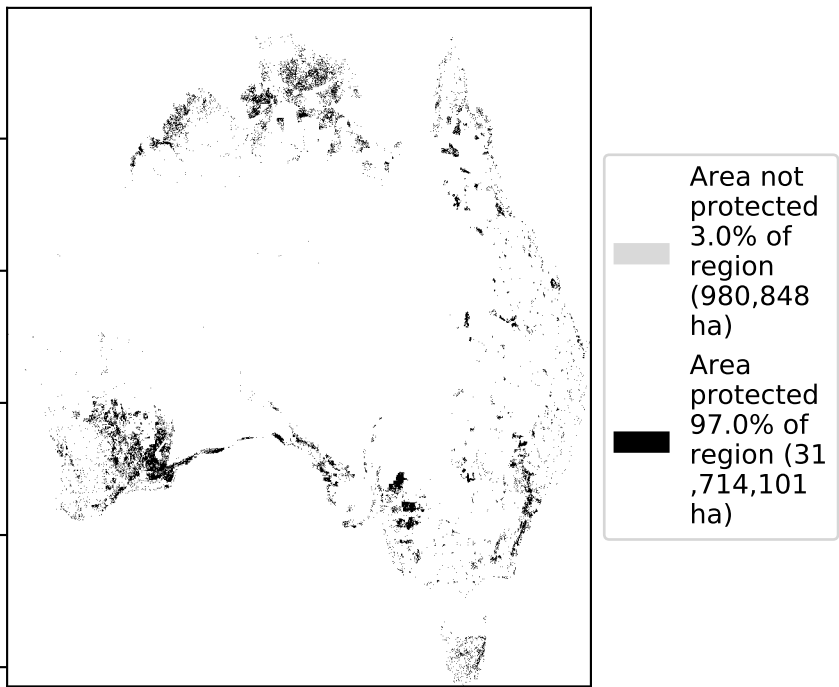 Area not
protected
3.0% of
region
(980,848
ha)
Area
protected
97.0% of
region (31
,714,101
ha)